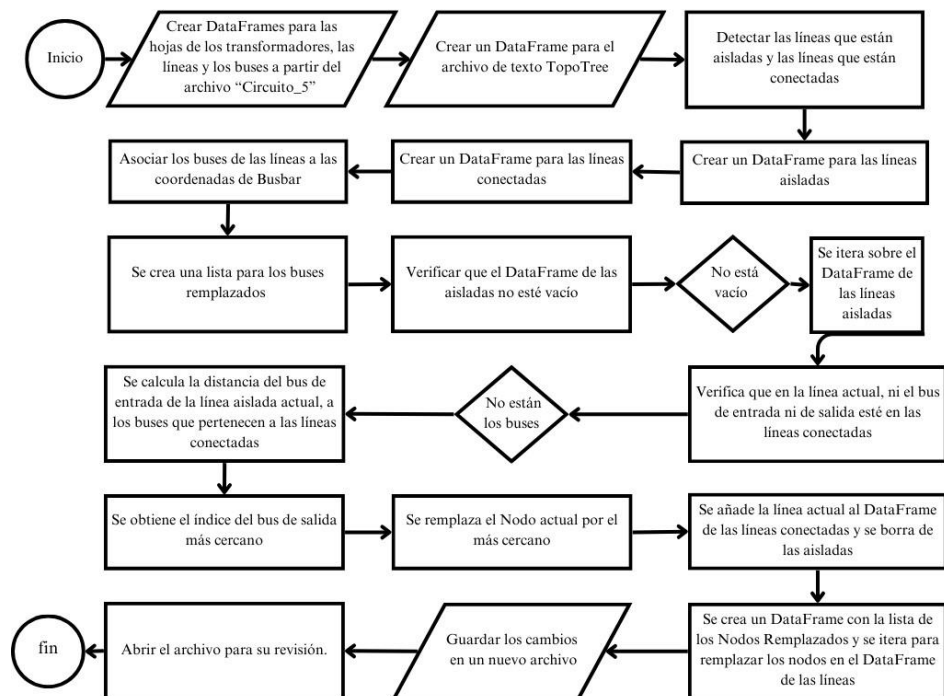 Inicio
Crear DataFrames para las
hojas de los transformadores, las
líneas y los buses a partir del
archivo “Circuito_5”
Crear un DataFrame para el
archivo de texto TopoTree
Detectar las líneas que están
aisladas y las líneas que están
conectadas
Crear un DataFrame para las líneas
aisladas
Crear un DataFrame para las líneas
conectadas
Asociar los buses de las líneas a las
coordenadas de Busbar
Se crea una lista para los buses
remplazados
Verificar que el DataFrame de las
aisladas no esté vacío
No está
vacío
Se itera sobre el
DataFrame de
las líneas
aisladas
Verifica que en la línea actual, ni el bus
de entrada ni de salida esté en las
líneas conectadas
No están
los buses
Se calcula la distancia del bus de
entrada de la línea aislada actual, a
los buses que pertenecen a las líneas
conectadas
Se obtiene el índice del bus de salida
más cercano
Se remplaza el Nodo actual por el
más cercano
Se añade la línea actual al DataFrame
de las líneas conectadas y se borra de
las aisladas
Se crea un DataFrame con la lista de
los Nodos Remplazados y se itera para
remplazar los nodos en el DataFrame
de las líneas
Guardar los cambios
en un nuevo archivo
Abrir el archivo para su revisión.
fin